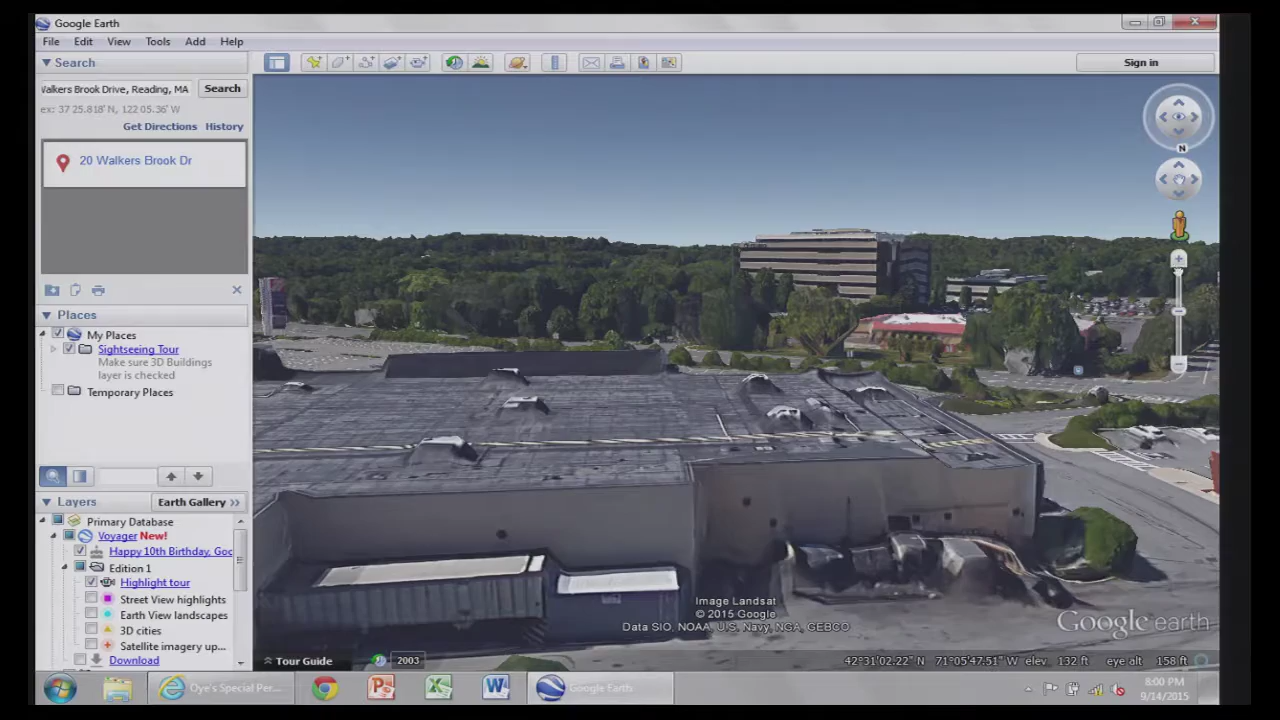 Google Earth
File Edit View Tools Add Help
Search
Sign in
Walkers Brook Drive, Reading, MA Search
ex: 37 25.818' N, 122 05.36' W
Get Directions History
20 Walkers Brook Dr
N
Places
My Places
Sightseeing Tour
Make sure 3D Buildings
layer is checked
Temporary Places
Layers Earth Gallery >>
Primary Database
Voyager New!
Happy 10th Birthday, Goo
Edition 1
Highlight tour
Street View highlights
Earth View landscapes
3D cities
Satellite imagery up...
Download
Image Landsat
© 2015 Google
Data SIO, NOAA, U.S. Navy, NGA, GEBCO
Google earth
Tour Guide 2003 42°31'02.22" N 71°05'47.51" W elev. 132 ft eye alt 158 ft
Oye's Special Per... Google Earth 8:00 PM
9/14/2015